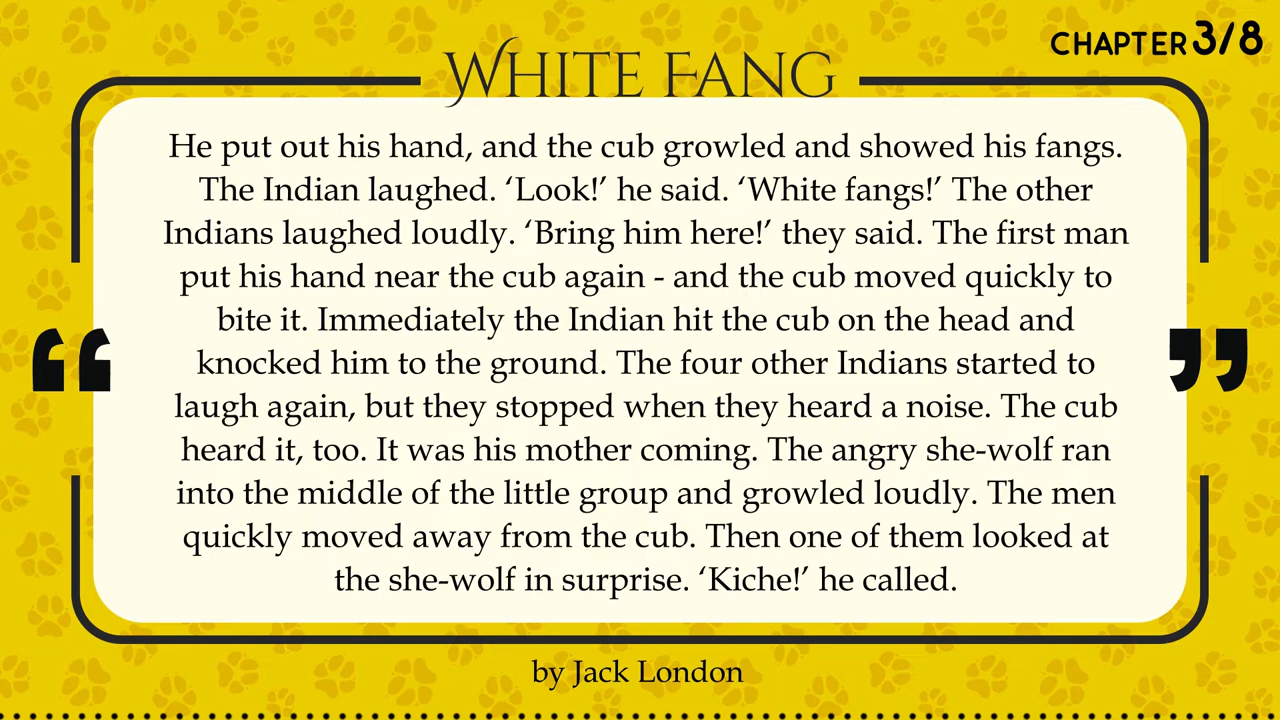 CHAPTER 3/8
WHITE FANG
He put out his hand, and the cub growled and showed his fangs.
The Indian laughed. ‘Look!’ he said. ‘White fangs!’ The other
Indians laughed loudly. ‘Bring him here!’ they said. The first man
put his hand near the cub again - and the cub moved quickly to
bite it. Immediately the Indian hit the cub on the head and
knocked him to the ground. The four other Indians started to
laugh again, but they stopped when they heard a noise. The cub
heard it, too. It was his mother coming. The angry she-wolf ran
into the middle of the little group and growled loudly. The men
quickly moved away from the cub. Then one of them looked at
the she-wolf in surprise. ‘Kiche!’ he called.
by Jack London